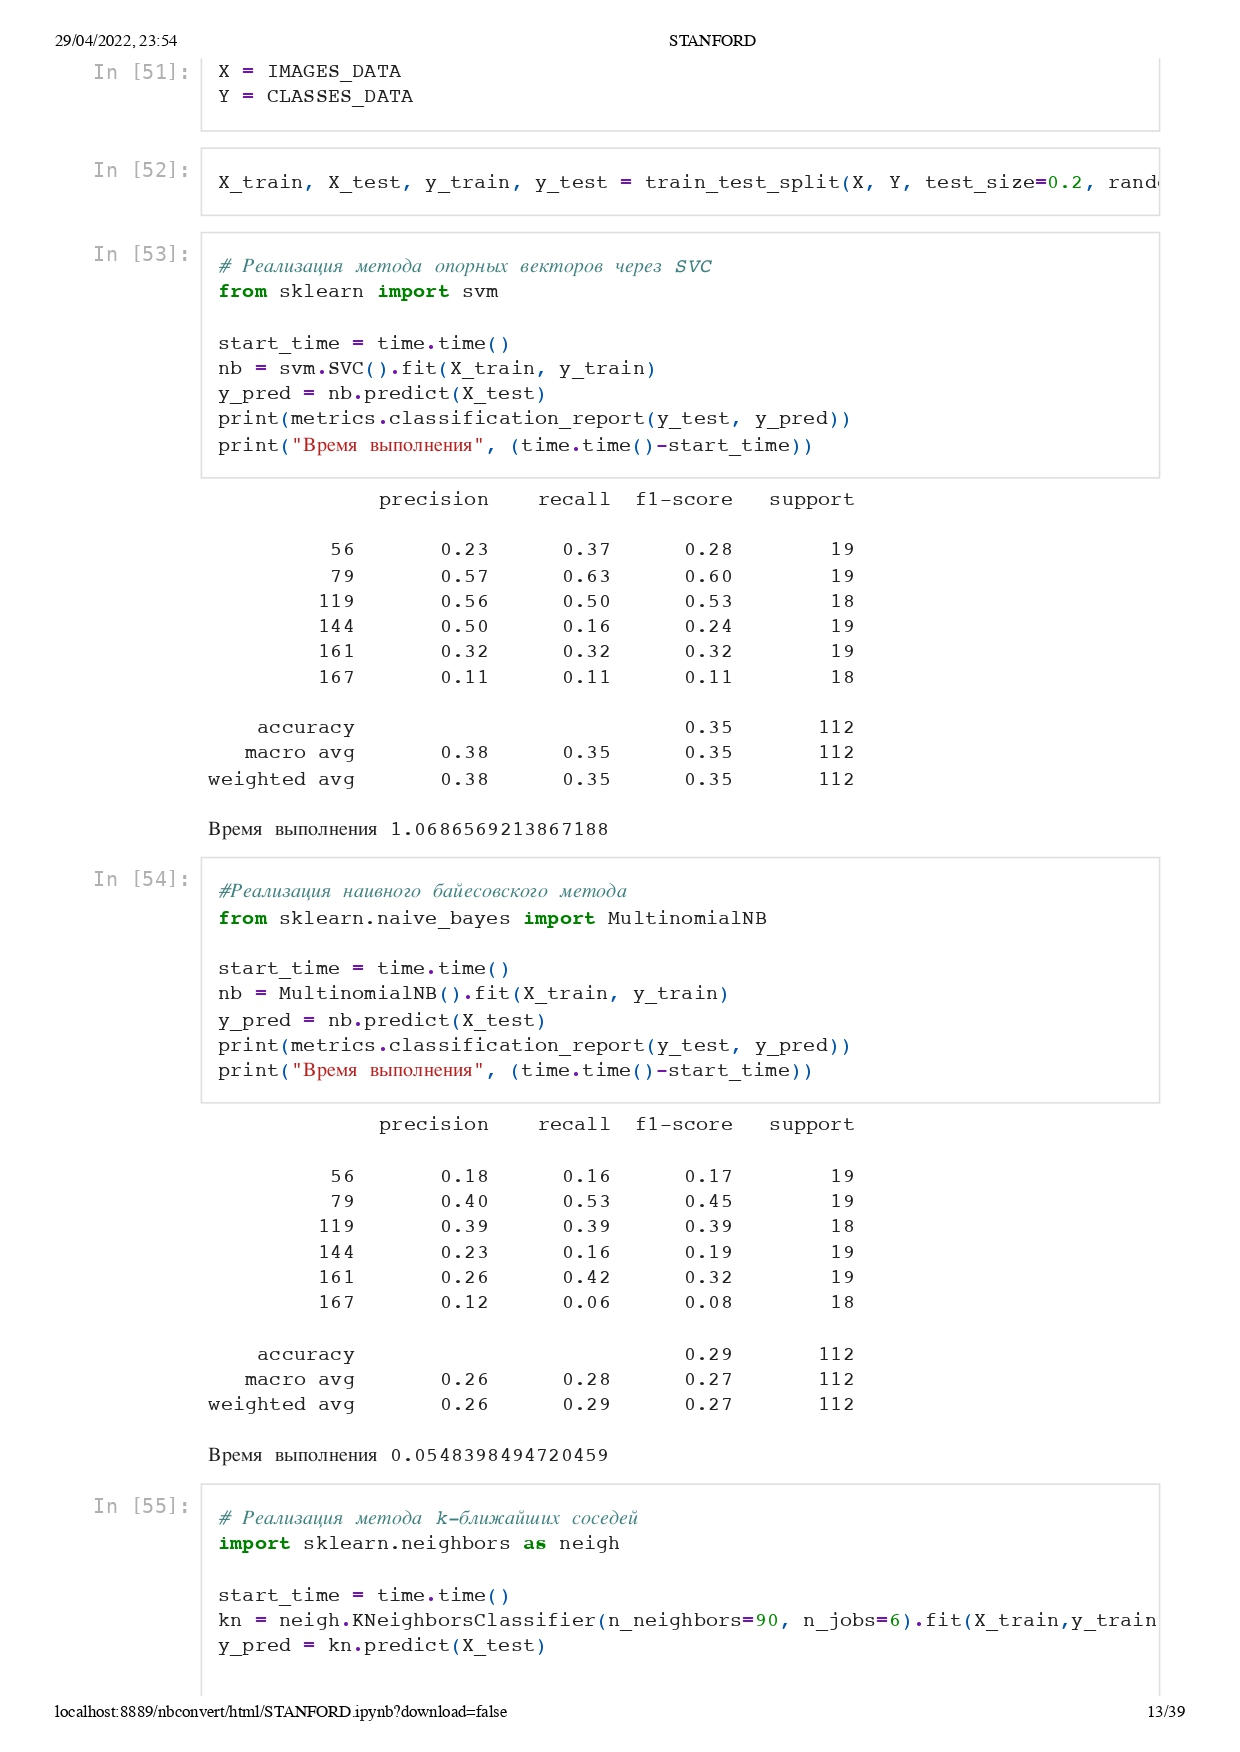 29/04/2022, 23:54 STANFORD
In [51]: X = IMAGES_DATA
Y = CLASSES_DATA
In [52]: X_train, X_test, y_train, y_test = train_test_split(X, Y, test_size=0.2, rand
In [53]: # Реализация метода опорных векторов через SVC
from sklearn import svm
start_time = time.time()
nb = svm.SVC().fit(X_train, y_train)
y_pred = nb.predict(X_test)
print(metrics.classification_report(y_test, y_pred))
print("Время выполнения", (time.time()-start_time))
precision recall f1-score support
56 0.23 0.37 0.28 19
79 0.57 0.63 0.60 19
119 0.56 0.50 0.53 18
144 0.50 0.16 0.24 19
161 0.32 0.32 0.32 19
167 0.11 0.11 0.11 18
accuracy 0.35 112
macro avg 0.38 0.35 0.35 112
weighted avg 0.38 0.35 0.35 112
Время выполнения 1.0686569213867188
In [54]: #Реализация наивного байесовского метода
from sklearn.naive_bayes import MultinomialNB
start_time = time.time()
nb = MultinomialNB().fit(X_train, y_train)
y_pred = nb.predict(X_test)
print(metrics.classification_report(y_test, y_pred))
print("Время выполнения", (time.time()-start_time))
precision recall f1-score support
56 0.18 0.16 0.17 19
79 0.40 0.53 0.45 19
119 0.39 0.39 0.39 18
144 0.23 0.16 0.19 19
161 0.26 0.42 0.32 19
167 0.12 0.06 0.08 18
accuracy 0.29 112
macro avg 0.26 0.28 0.27 112
weighted avg 0.26 0.29 0.27 112
Время выполнения 0.0548398494720459
In [55]: # Реализация метода k-ближайших соседей
import sklearn.neighbors as neigh
start_time = time.time()
kn = neigh.KNeighborsClassifier(n_neighbors=90, n_jobs=6).fit(X_train,y_train
y_pred = kn.predict(X_test)
localhost:8889/nbconvert/html/STANFORD.ipynb?download=false 13/39